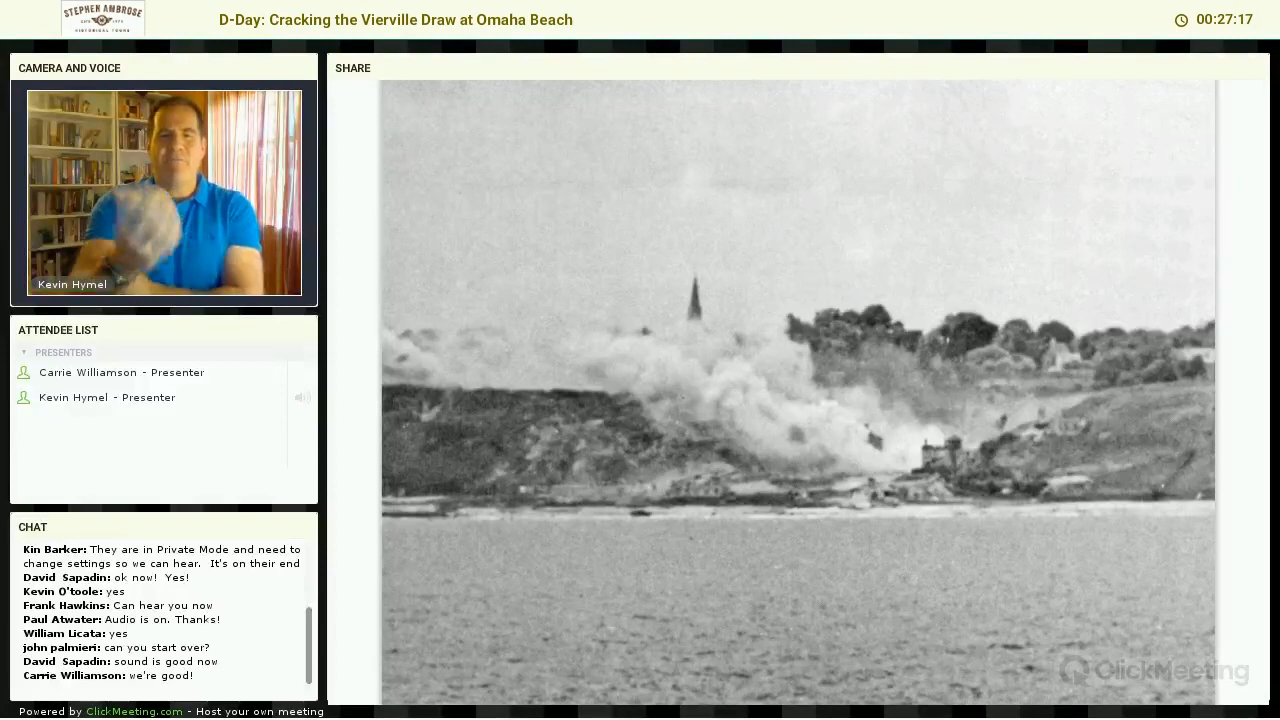 STEPHEN AMBROSE
HISTORICAL TOURS
D-Day: Cracking the Vierville Draw at Omaha Beach
00:27:17
CAMERA AND VOICE
Kevin Hymel
ATTENDEE LIST
PRESENTERS
Carrie Williamson - Presenter
Kevin Hymel - Presenter
CHAT
Kin Barker: They are in Private Mode and need to
change settings so we can hear. It's on their end
David Sapadin: ok now! Yes!
Kevin O'toole: yes
Frank Hawkins: Can hear you now
Paul Atwater: Audio is on. Thanks!
William Licata: yes
john palmieri: can you start over?
David Sapadin: sound is good now
Carrie Williamson: we're good!
Powered by ClickMeeting.com - Host your own meeting
SHARE
ClickMeeting